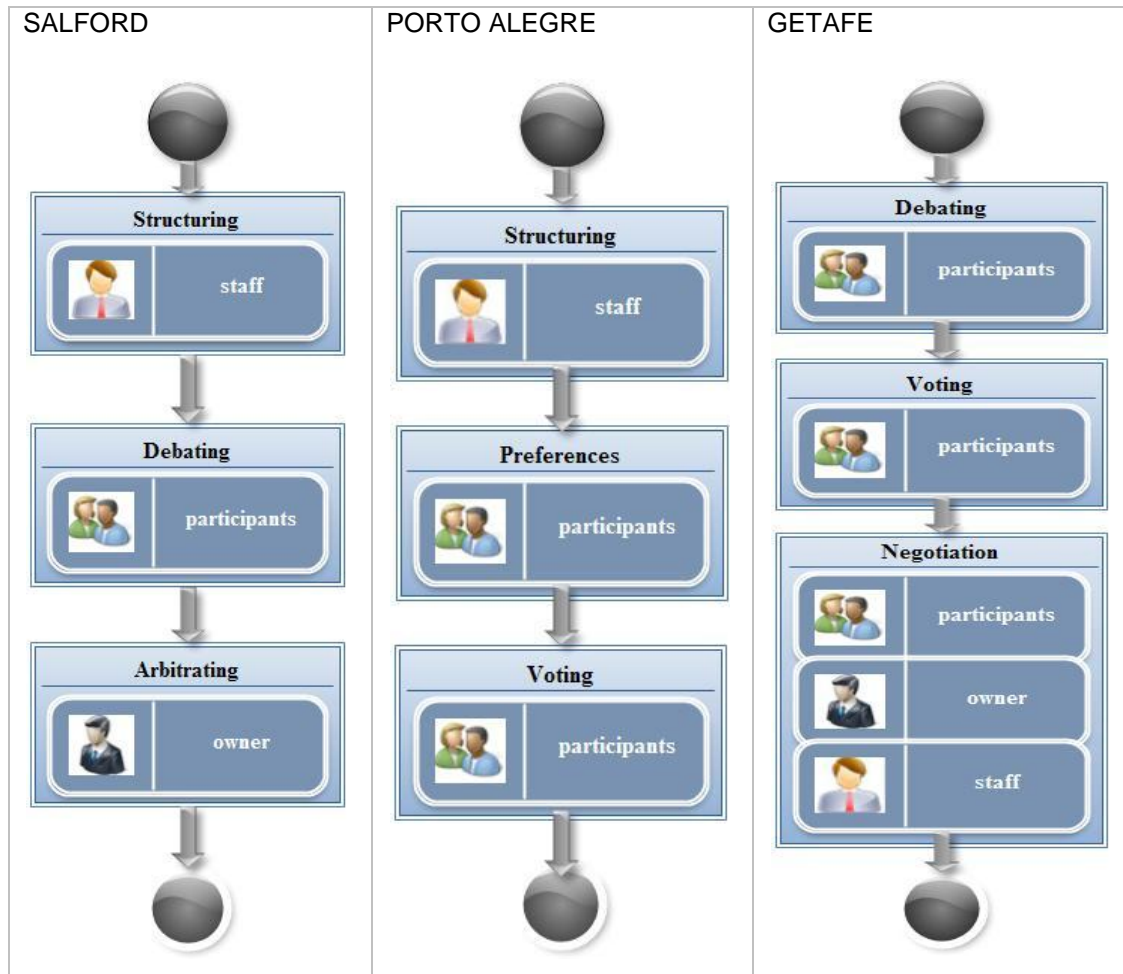 SALFORD
Structuring
staff
Debating
participants
Arbitrating
owner
PORTO ALEGRE
Structuring
staff
Preferences
participants
Voting
participants
GETAFE
Debating
participants
Voting
participants
Negotiation
participants
owner
staff